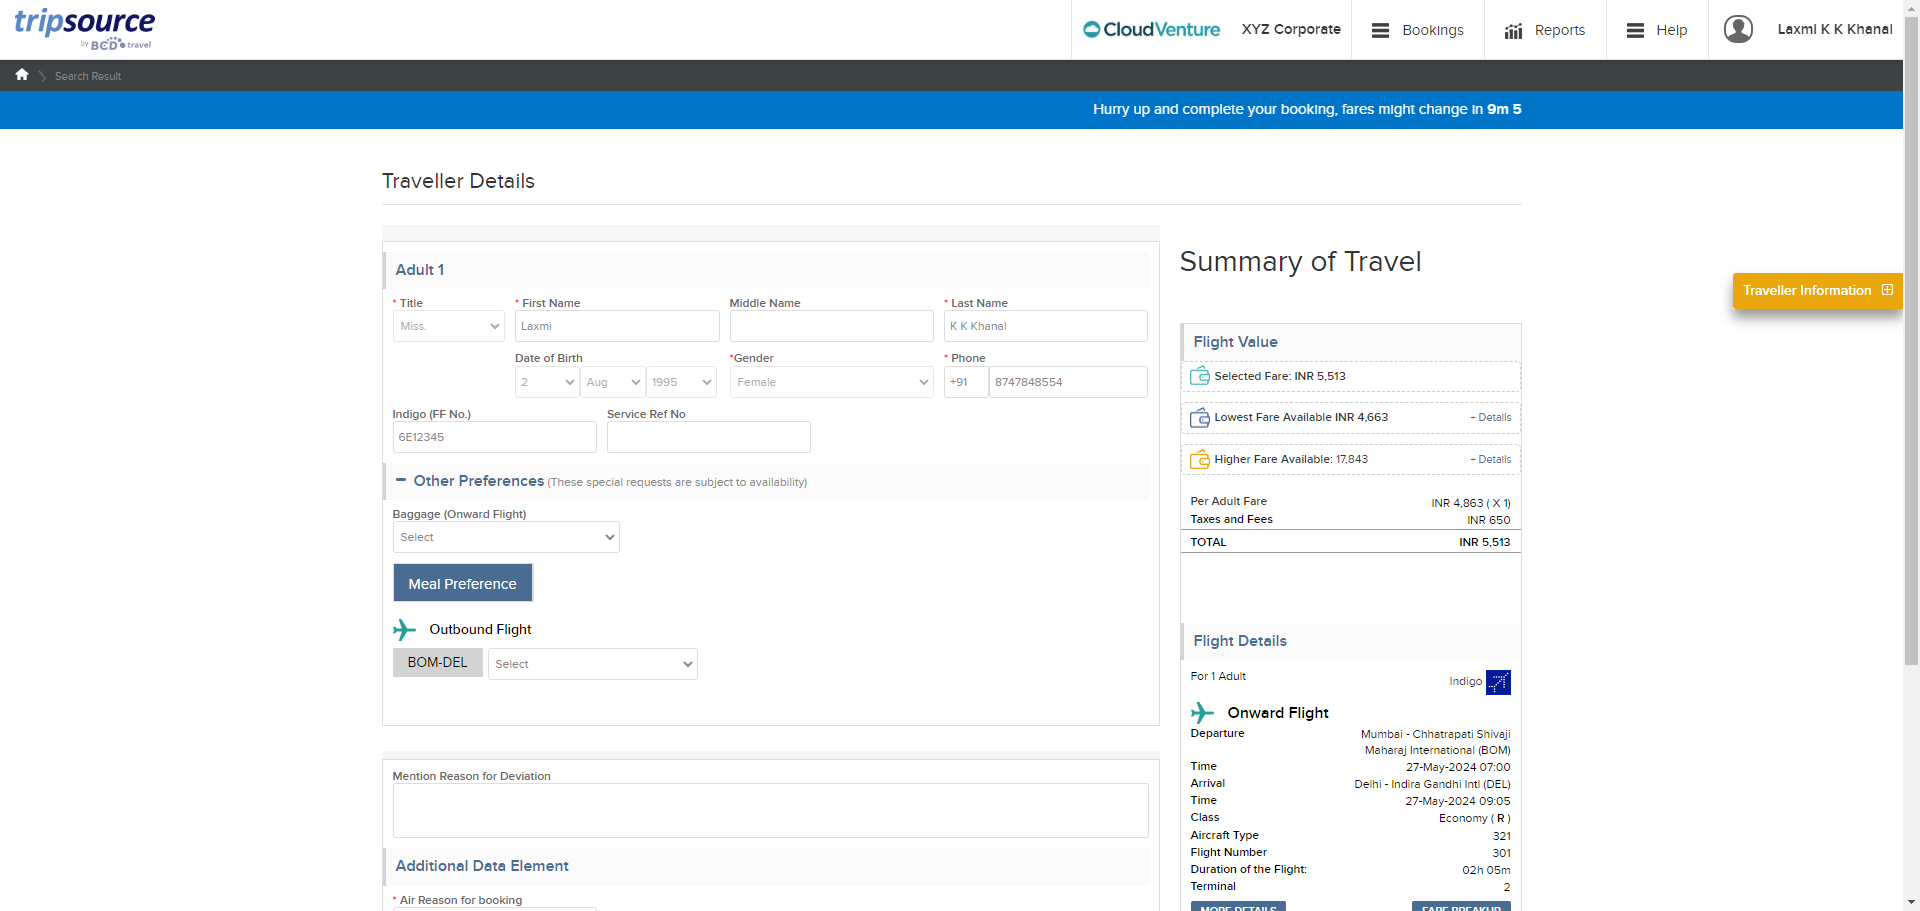 tripsource
by BCD travel
CloudVenture
XYZ Corporate
Bookings
Reports
Help
Laxmi K K Khanal
Search Result
Hurry up and complete your booking, fares might change in 9m 5
Traveller Details
Adult 1
* Title
* First Name
Middle Name
* Last Name
Miss.
Laxmi
K K Khanal
Date of Birth
*Gender
* Phone
2
Aug
1995
Female
+91
8747848554
Indigo (FF No.)
Service Ref No
6E12345
Other Preferences (These special requests are subject to availability)
Baggage (Onward Flight)
Select
Meal Preference
Outbound Flight
BOM-DEL
Select
Mention Reason for Deviation
Additional Data Element
* Air Reason for booking
Summary of Travel
Traveller Information
Flight Value
Selected Fare: INR 5,513
Lowest Fare Available INR 4,663
+ Details
Higher Fare Available: 17,843
+ Details
Per Adult Fare
INR 4,863 ( X 1)
Taxes and Fees
INR 650
TOTAL
INR 5,513
Flight Details
For 1 Adult
Indigo
Onward Flight
Departure
Mumbai - Chhatrapati Shivaji
Maharaj International (BOM)
Time
27-May-2024 07:00
Arrival
Delhi - Indira Gandhi Intl (DEL)
Time
27-May-2024 09:05
Class
Economy ( R )
Aircraft Type
321
Flight Number
301
Duration of the Flight:
02h 05m
Terminal
2
MORE DETAILS
FARE BREAKUP